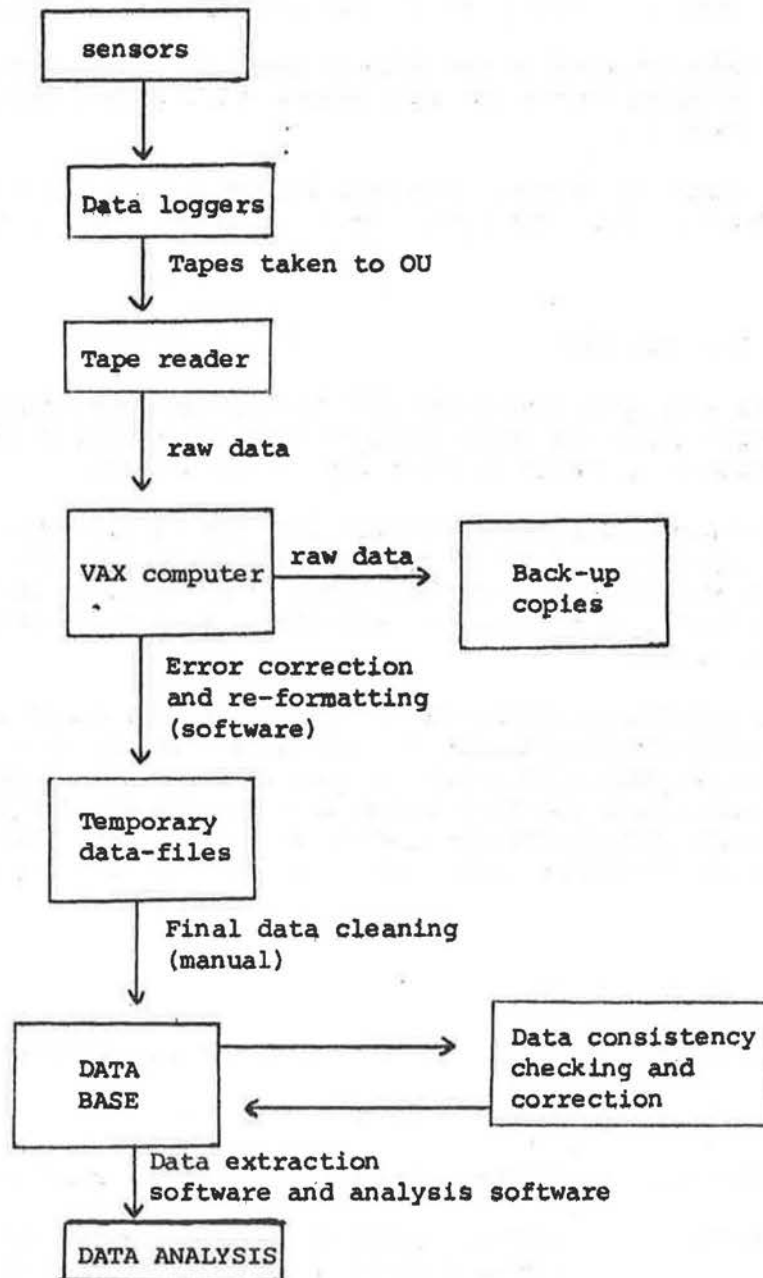 sensors
Data loggers
Tapes taken to OU
Tape reader
raw data
VAX computer
raw data
Back-up
copies
Error correction
and re-formatting
(software)
Temporary
data-files
Final data cleaning
(manual)
DATA
BASE
Data consistency
checking and
correction
Data extraction
software and analysis software
DATA ANALYSIS